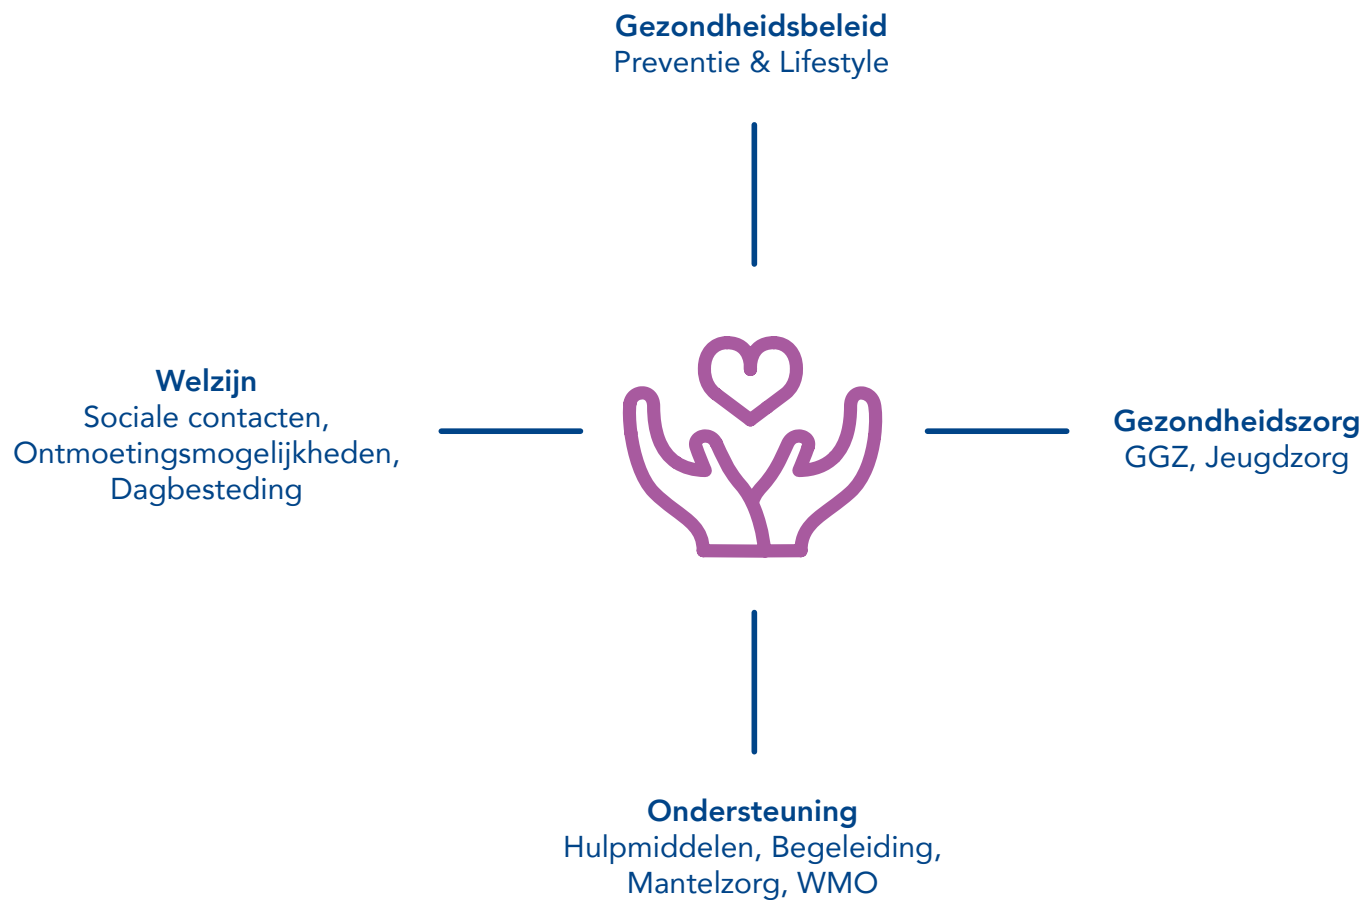 Gezondheidsbeleid
Preventie & Lifestyle
Welzijn
Sociale contacten,
Ontmoetingsmogelijkheden,
Dagbesteding
Gezondheidszorg
GGZ, Jeugdzorg
Ondersteuning
Hulpmiddelen, Begeleiding,
Mantelzorg, WMO